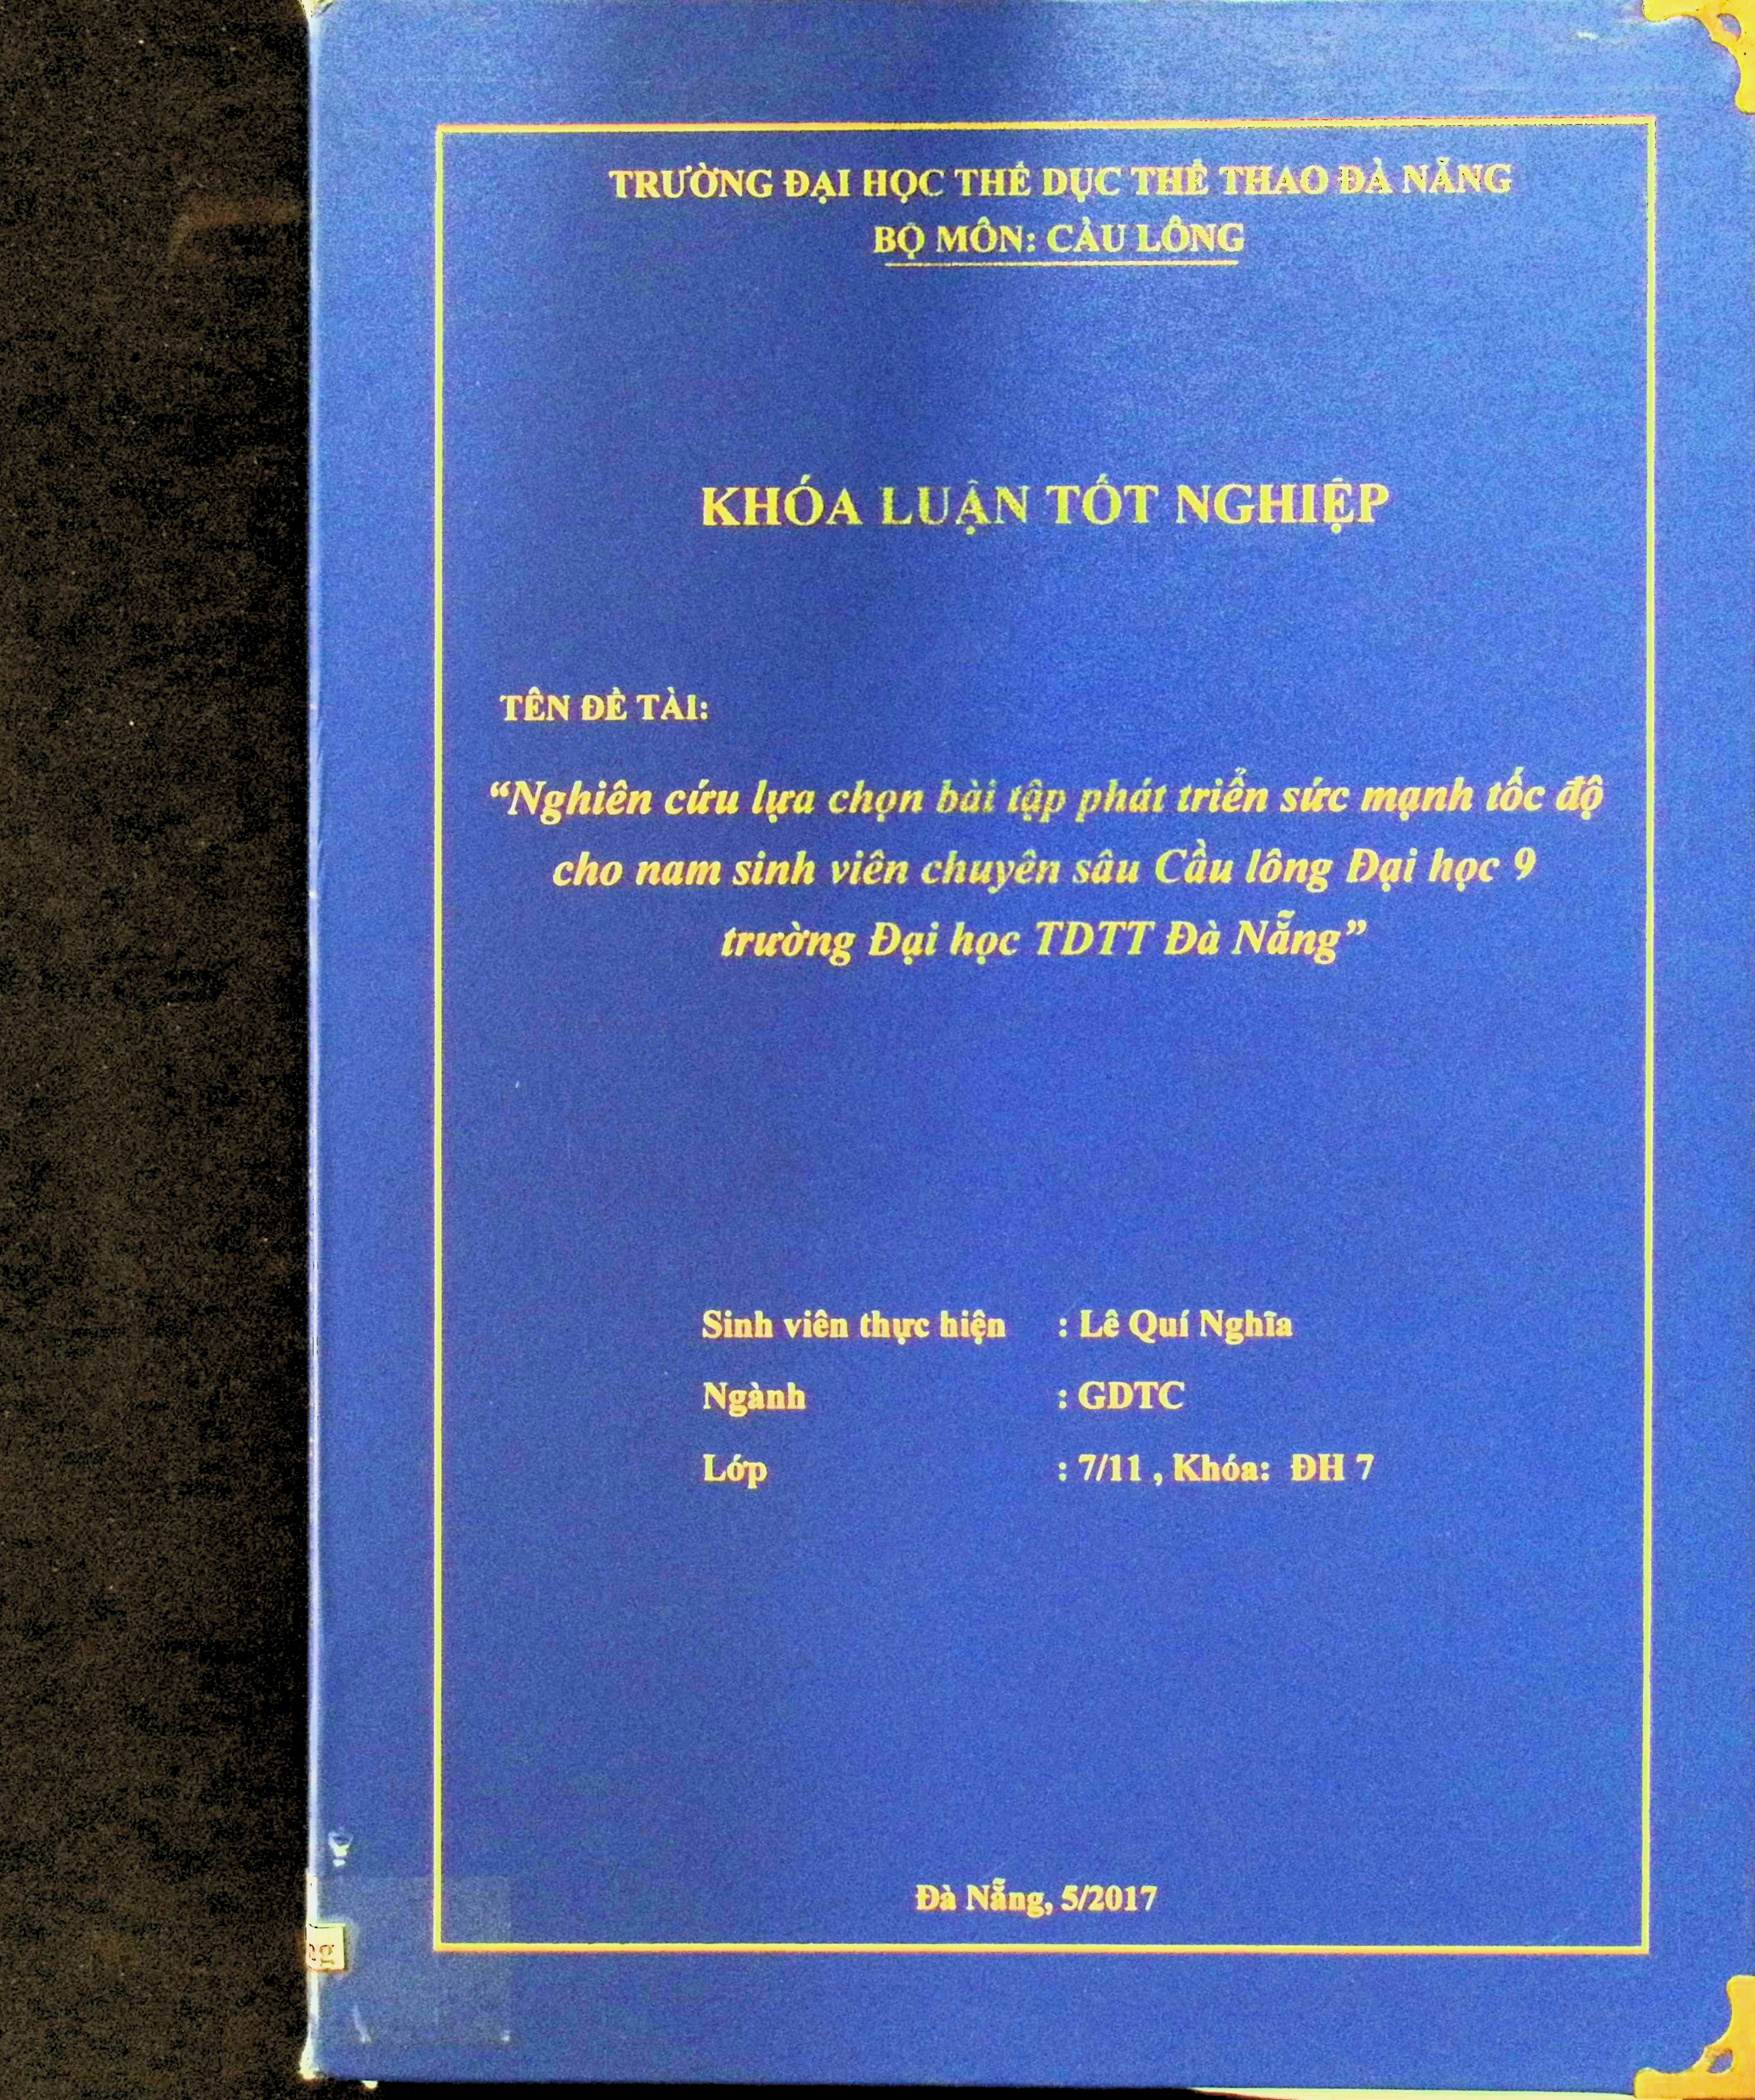 TRƯỜNG ĐẠI HỌC THỂ DỤC THỂ THAO ĐÀ NẴNG
BỘ MÔN: CẦU LÔNG
KHÓA LUẬN TỐT NGHIỆP
TÊN ĐỀ TÀI:
“Nghiên cứu lựa chọn bài tập phát triển sức mạnh tốc độ
cho nam sinh viên chuyên sâu Cầu lông Đại học 9
trường Đại học TDTT Đà Nẵng”
Sinh viên thực hiện : Lê Quí Nghĩa
Ngành : GDTC
Lớp : 7/11 , Khóa: ĐH 7
Đà Nẵng, 5/2017